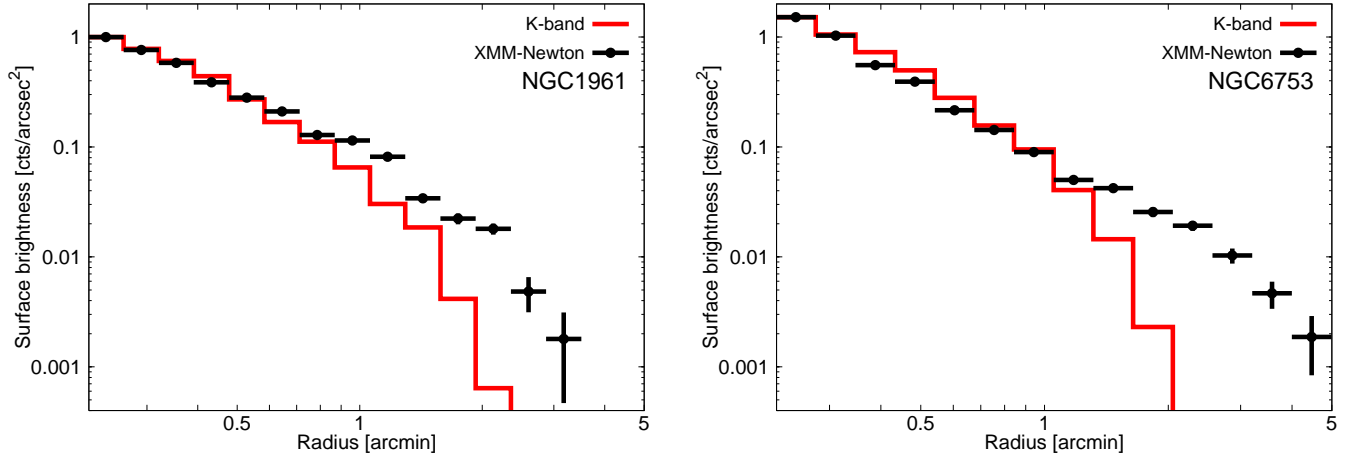 Surface brightness [cts/arcsec²]
1
0.1
0.01
0.001
K-band
XMM-Newton
NGC1961
0.5 1 2 5
Radius [arcmin]
Surface brightness [cts/arcsec²]
1
0.1
0.01
0.001
K-band
XMM-Newton
NGC6753
0.5 1 2 5
Radius [arcmin]